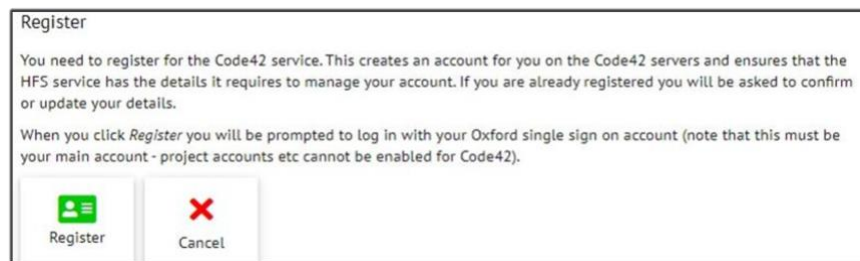 Register
You need to register for the Code42 service. This creates an account for you on the Code42 servers and ensures that the
HFS service has the details it requires to manage your account. If you are already registered you will be asked to confirm
or update your details.
When you click Register you will be prompted to log in with your Oxford single sign on account (note that this must be
your main account - project accounts etc cannot be enabled for Code42).
Register
Cancel